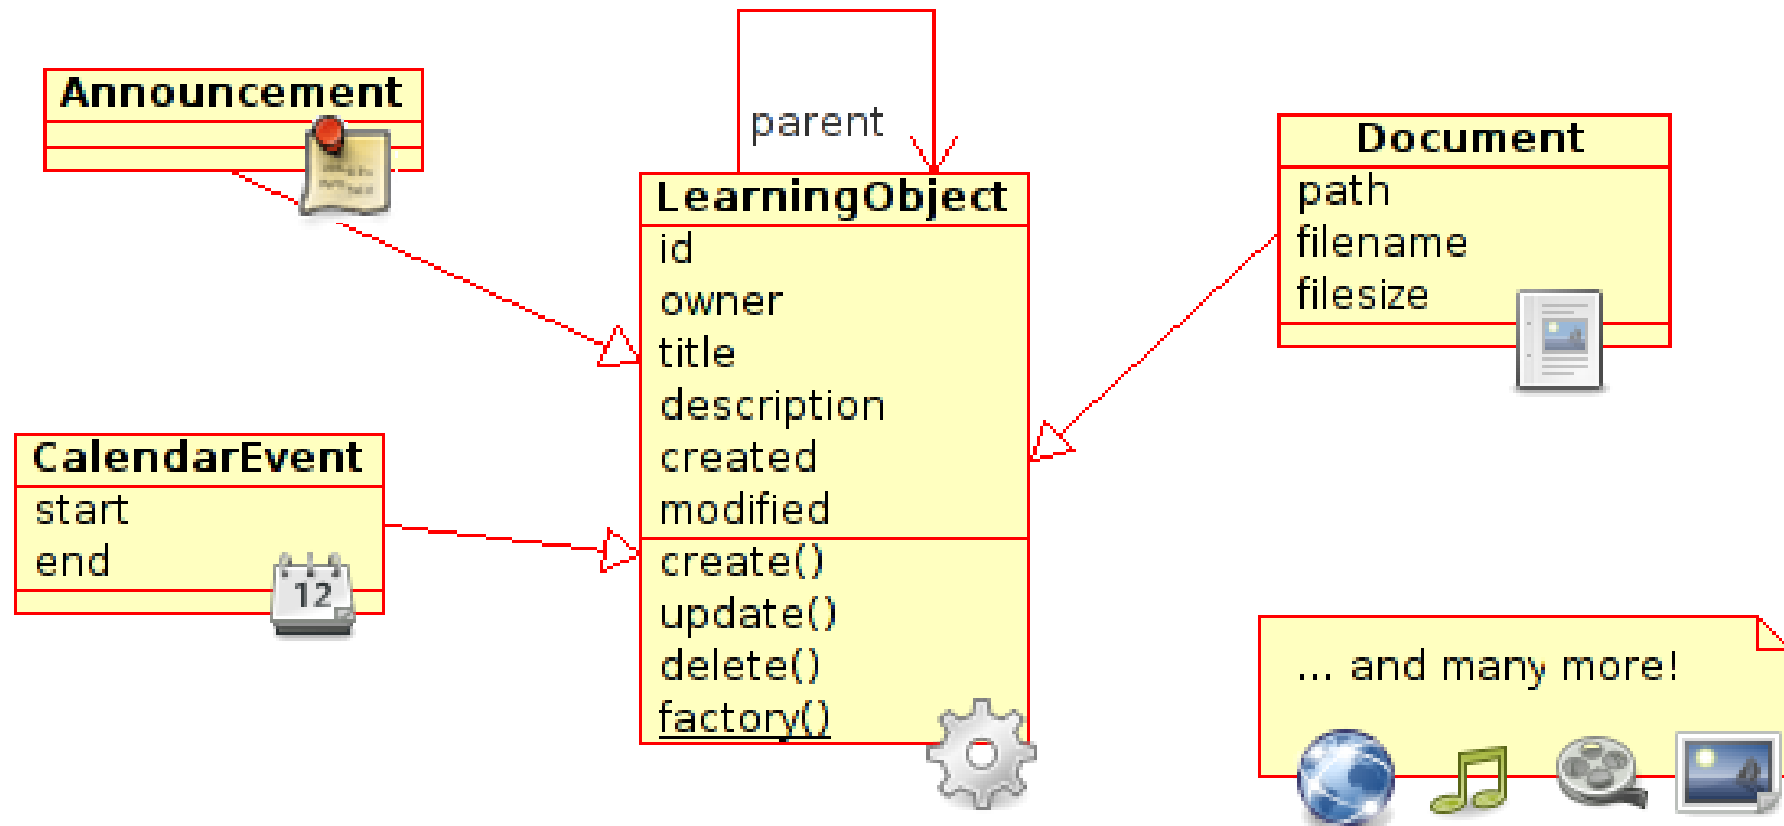 Announcement
parent
LearningObject
id
owner
title
description
created
modified
create()
update()
delete()
factory()
Document
path
filename
filesize
CalendarEvent
start
end
12
... and many more!